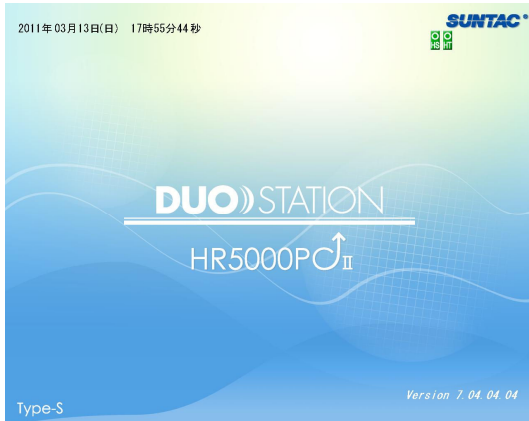 2011年03月13日(日) 17時55分44秒
SUNTAC
HS HT
DUO STATION
HR5000PC II
Type-S
Version 7.04.04.04